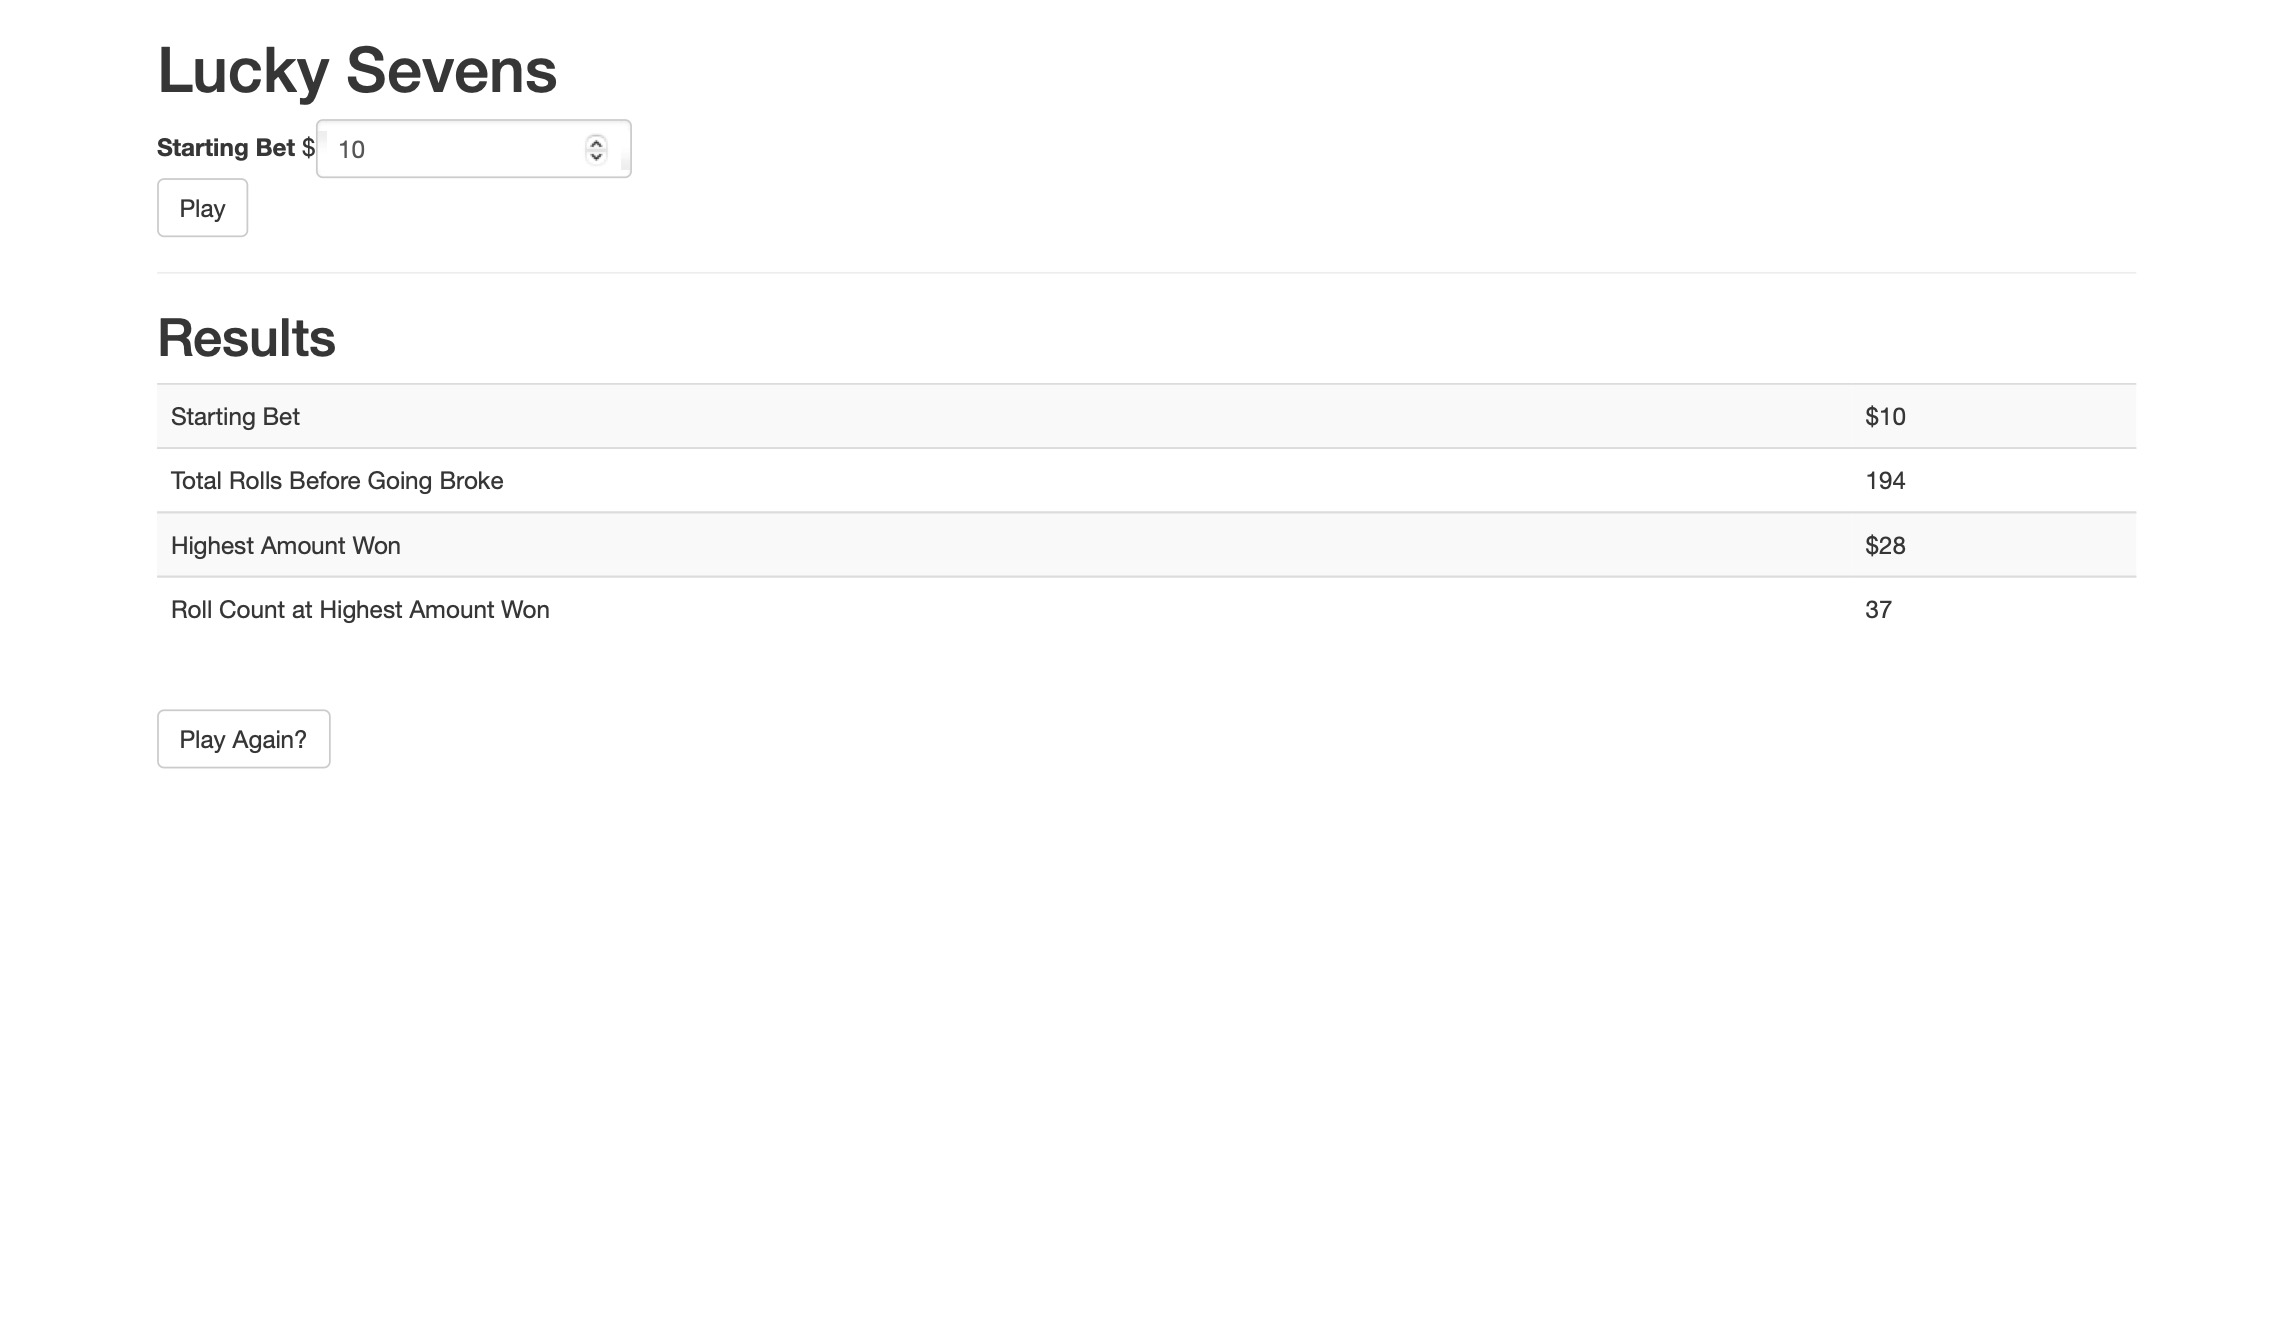 Lucky Sevens
Starting Bet $ 10
Play
Results
Starting Bet $10
Total Rolls Before Going Broke 194
Highest Amount Won $28
Roll Count at Highest Amount Won 37
Play Again?